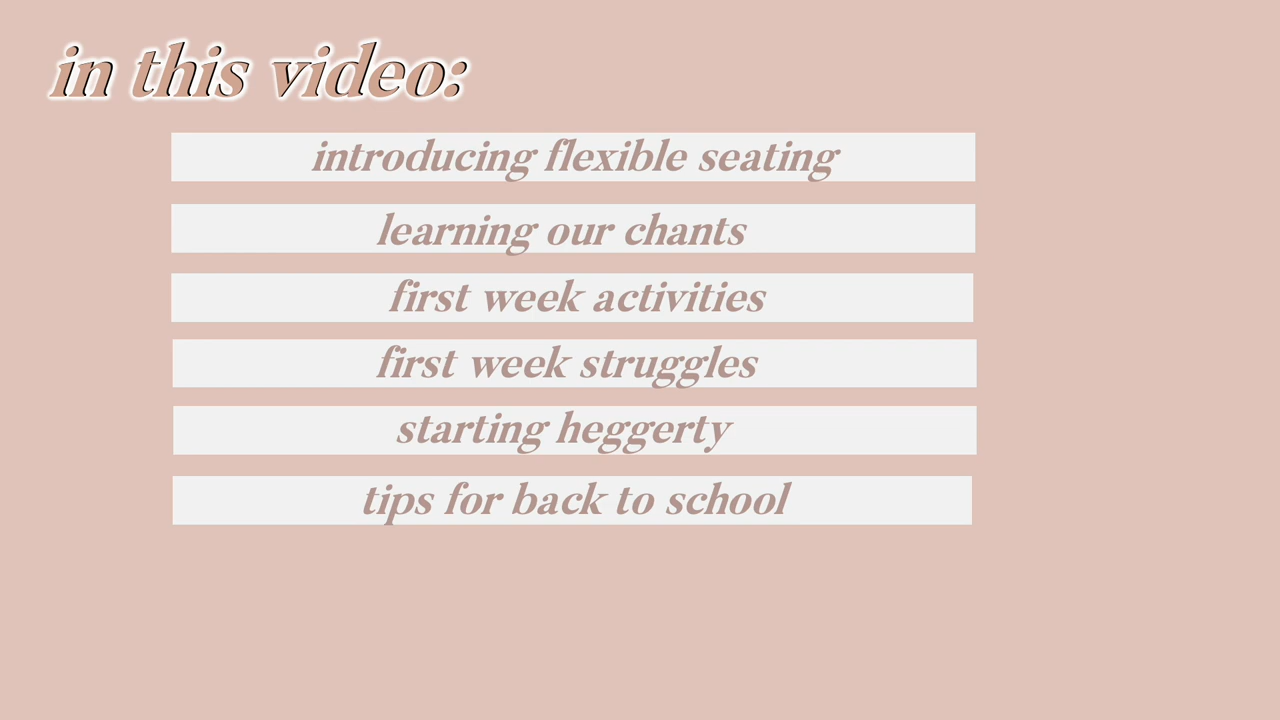 in this video:
introducing flexible seating
learning our chants
first week activities
first week struggles
starting heggerty
tips for back to school